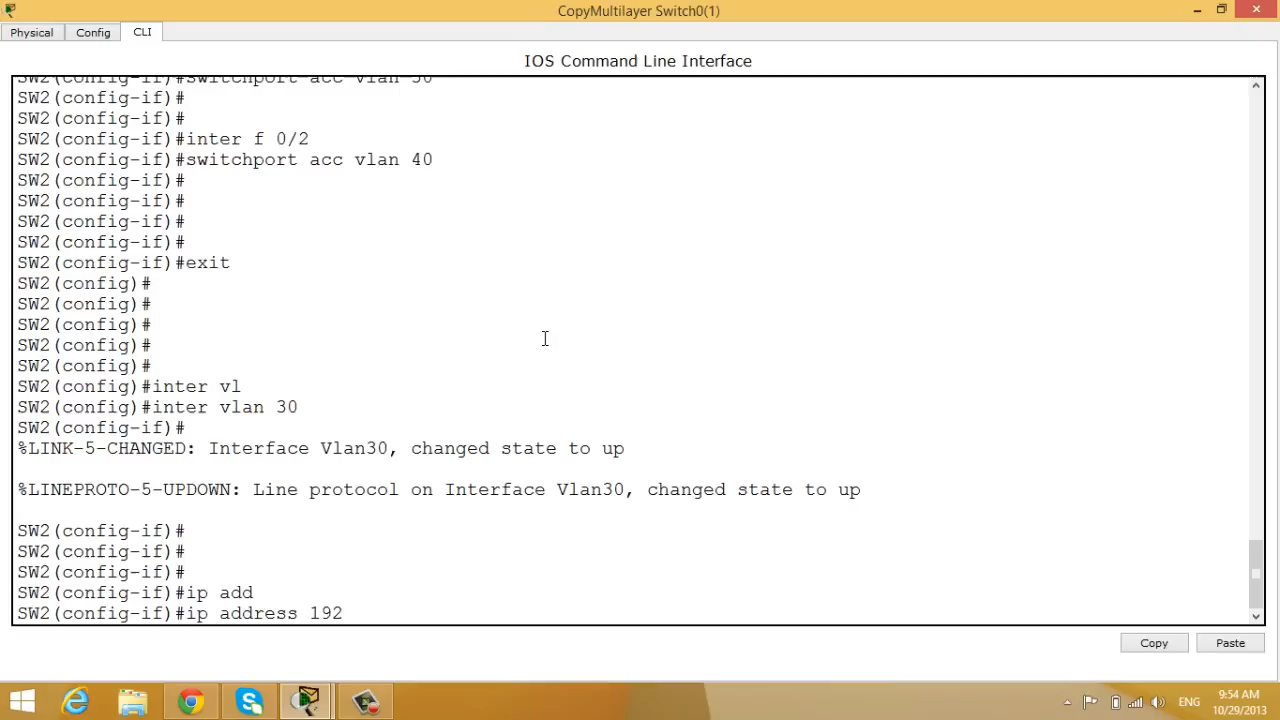 CopyMultilayer Switch0(1)
Physical
Config
CLI
IOS Command Line Interface
SW2(config-if)#switchport acc vlan 30
SW2(config-if)#
SW2(config-if)#
SW2(config-if)#inter f 0/2
SW2(config-if)#switchport acc vlan 40
SW2(config-if)#
SW2(config-if)#
SW2(config-if)#
SW2(config-if)#
SW2(config-if)#exit
SW2(config)#
SW2(config)#
SW2(config)#
SW2(config)#
SW2(config)#
SW2(config)#inter vl
SW2(config)#inter vlan 30
SW2(config-if)#
%LINK-5-CHANGED: Interface Vlan30, changed state to up
%LINEPROTO-5-UPDOWN: Line protocol on Interface Vlan30, changed state to up
SW2(config-if)#
SW2(config-if)#
SW2(config-if)#
SW2(config-if)#ip add
SW2(config-if)#ip address 192
Copy
Paste
ENG
9:54 AM
10/29/2013